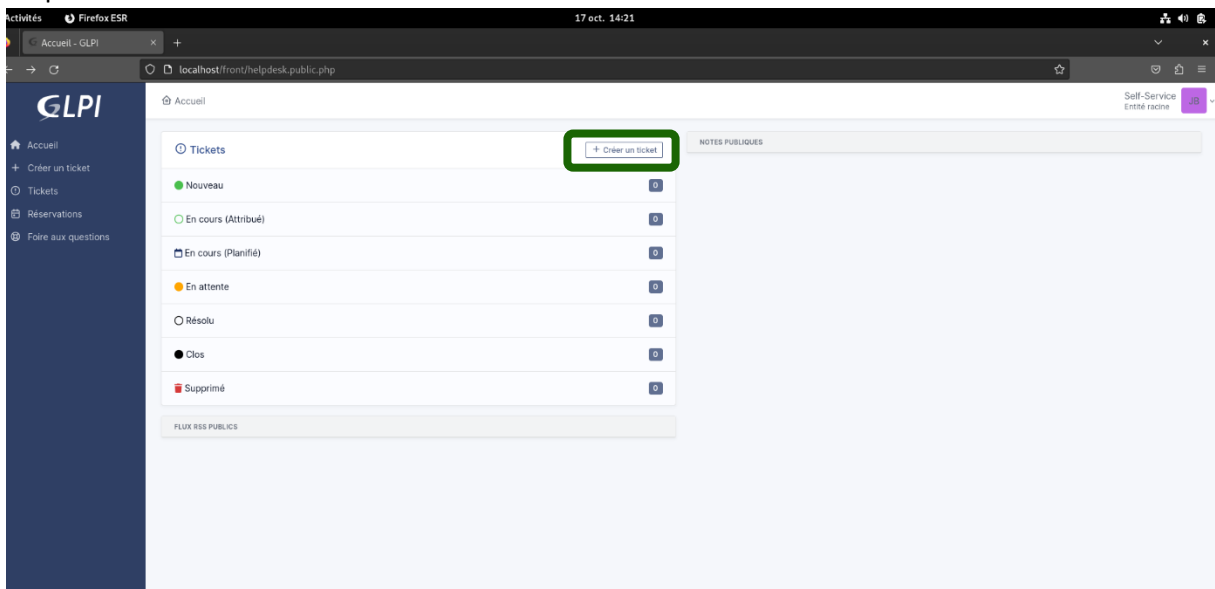 Activités Firefox ESR 17 oct. 14:21
Accueil - GLPI × +
localhost/front/helpdesk.public.php
GLPI
Accueil
Self-Service
Entité racine
JB
Accueil
+ Créer un ticket
Tickets
Réservations
Foire aux questions
Tickets
+ Créer un ticket
Nouveau 0
En cours (Attribué) 0
En cours (Planifié) 0
En attente 0
Résolu 0
Clos 0
Supprimé 0
FLUX RSS PUBLICS
NOTES PUBLIQUES